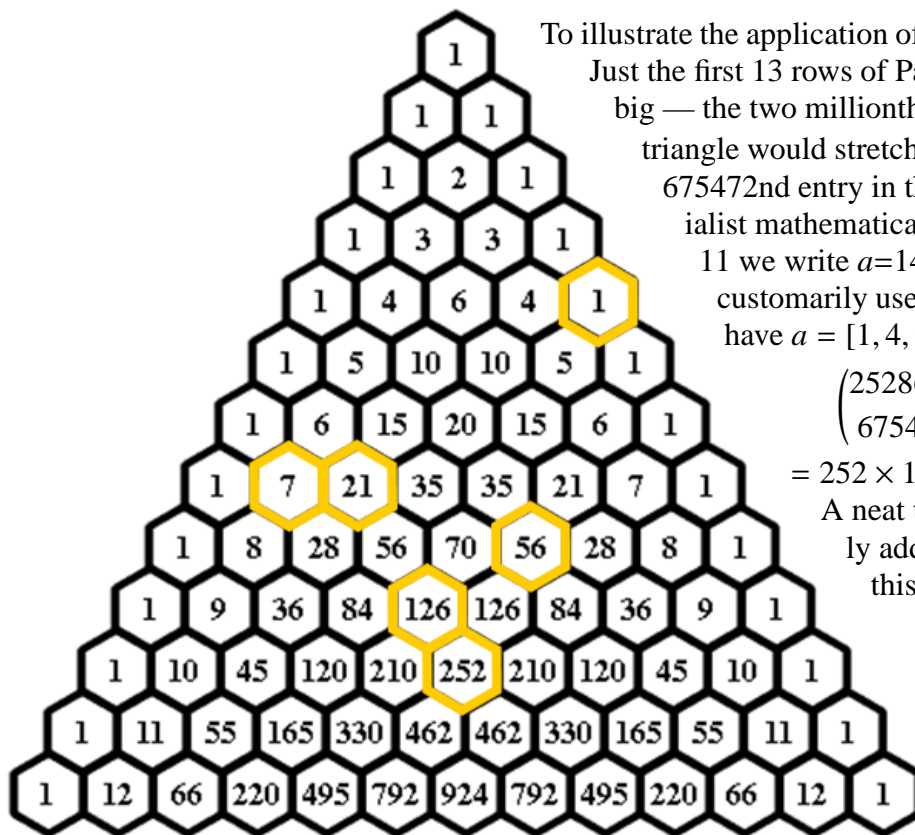 1
1 1
1 2 1
1 3 3 1
1 4 6 4 1
1 5 10 10 5 1
1 6 15 20 15 6 1
1 7 21 35 35 21 7 1
1 8 28 56 70 56 28 8 1
1 9 36 84 126 126 84 36 9 1
1 10 45 120 210 252 210 120 45 10 1
1 11 55 165 330 462 462 330 165 55 11 1
1 12 66 220 495 792 924 792 495 220 66 12 1
To illustrate the application of
Just the first 13 rows of Pa
big — the two millionth
triangle would stretch
675472nd entry in th
ialist mathematica
11 we write a=14
customarily use
have a = [1, 4,
(2528
6754
= 252 × 1
A neat
ly add
this